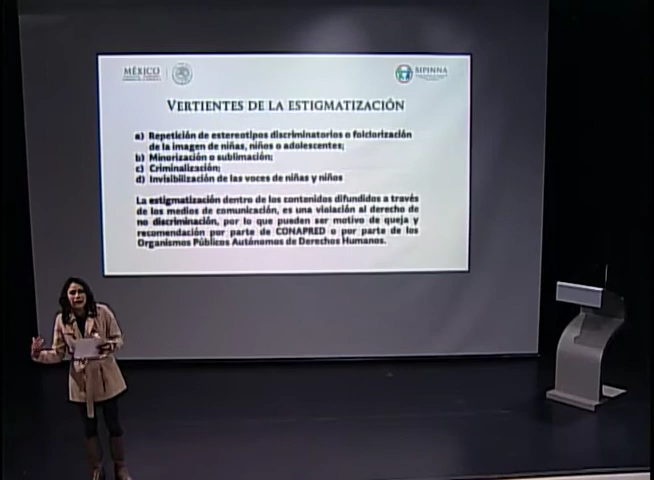 MÉXICO
SIPINNA
VERTIENTES DE LA ESTIGMATIZACIÓN
a) Repetición de estereotipos discriminatorios o folclorización
de la imagen de niñas, niños o adolescentes;
b) Minorización o sublimación;
c) Criminalización;
d) Invisibilización de las voces de niñas y niños
La estigmatización dentro de los contenidos difundidos a través
de los medios de comunicación, es una violación al derecho de
no discriminación, por lo que pueden ser motivo de queja y
recomendación por parte de CONAPRED o por parte de los
Organismos Públicos Autónomos de Derechos Humanos.